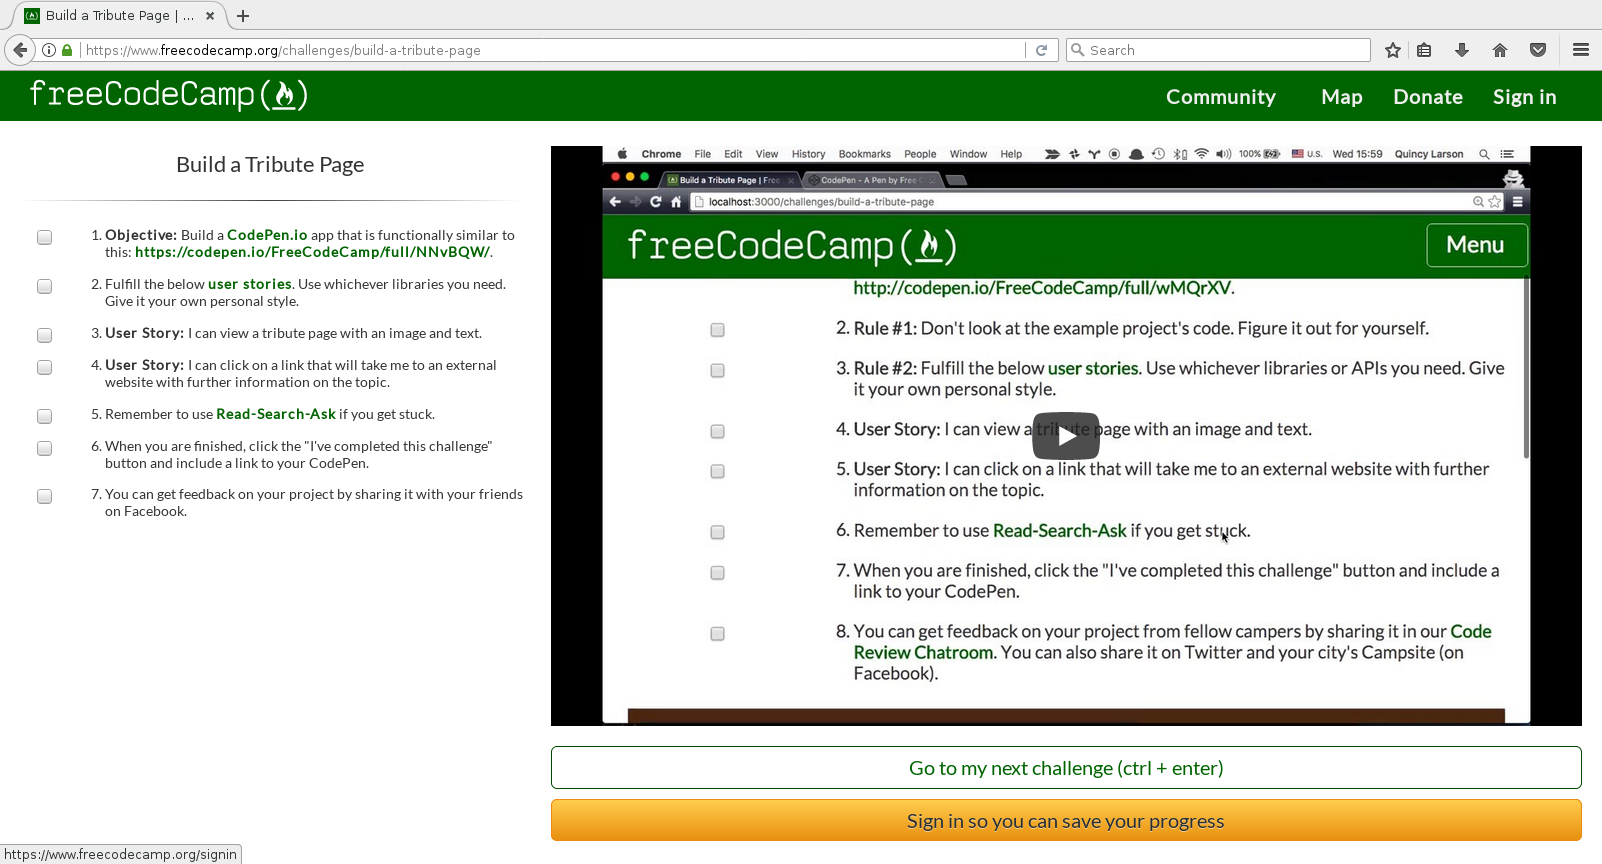 Build a Tribute Page | ...
https://www.freecodecamp.org/challenges/build-a-tribute-page
Search
freeCodeCamp(
)
Community
Map
Donate
Sign in
Build a Tribute Page
1. Objective: Build a CodePen.io app that is functionally similar to
this: https://codepen.io/FreeCodeCamp/full/NNvBQW/.
2. Fulfill the below user stories. Use whichever libraries you need.
Give it your own personal style.
3. User Story: I can view a tribute page with an image and text.
4. User Story: I can click on a link that will take me to an external
website with further information on the topic.
5. Remember to use Read-Search-Ask if you get stuck.
6. When you are finished, click the "I've completed this challenge"
button and include a link to your CodePen.
7. You can get feedback on your project by sharing it with your friends
on Facebook.
Chrome File Edit View History Bookmarks People Window Help 100% U.S. Wed 15:59 Quincy Larson
Build a Tribute Page | Free
CodePen - A Pen by Free C
localhost:3000/challenges/build-a-tribute-page
freeCodeCamp(
)
Menu
http://codepen.io/FreeCodeCamp/full/wMQrXV.
2. Rule #1: Don't look at the example project's code. Figure it out for yourself.
3. Rule #2: Fulfill the below user stories. Use whichever libraries or APIs you need. Give
it your own personal style.
4. User Story: I can view a tribute page with an image and text.
5. User Story: I can click on a link that will take me to an external website with further
information on the topic.
6. Remember to use Read-Search-Ask if you get stuck.
7. When you are finished, click the "I've completed this challenge" button and include a
link to your CodePen.
8. You can get feedback on your project from fellow campers by sharing it in our Code
Review Chatroom. You can also share it on Twitter and your city's Campsite (on
Facebook).
Go to my next challenge (ctrl + enter)
Sign in so you can save your progress
https://www.freecodecamp.org/signin